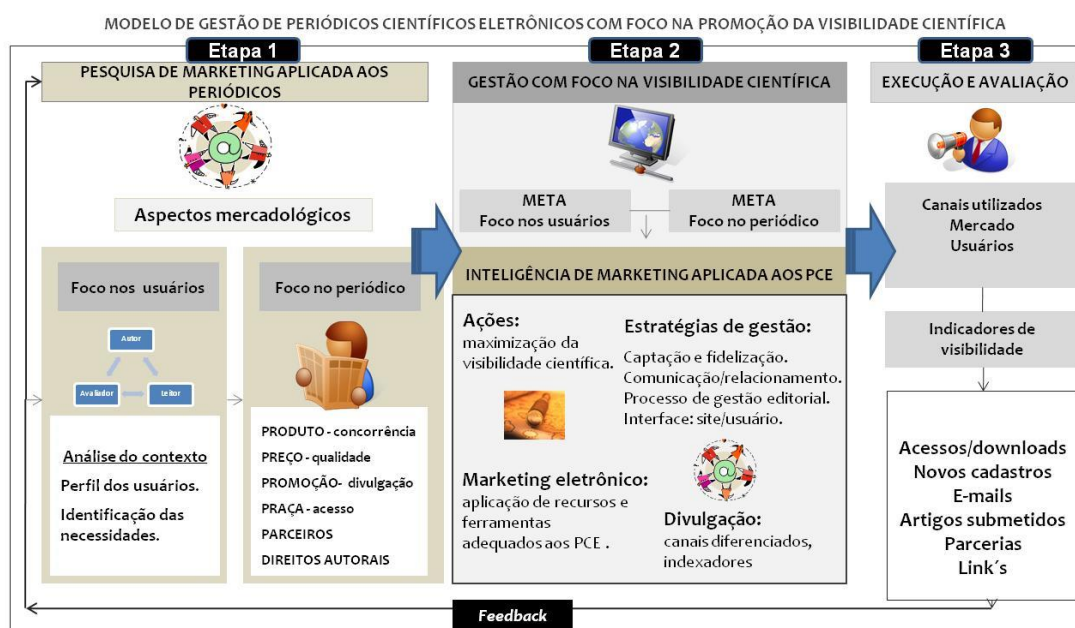 MODELO DE GESTÃO DE PERIÓDICOS CIENTÍFICOS ELETRÔNICOS COM FOCO NA PROMOÇÃO DA VISIBILIDADE CIENTÍFICA
Etapa 1
PESQUISA DE MARKETING APLICADA AOS
PERIÓDICOS
@
Aspectos mercadológicos
Foco nos usuários
Autor
Avaliador
Leitor
Análise do contexto
Perfil dos usuários.
Identificação das
necessidades.
Foco no periódico
PRODUTO - concorrência
PREÇO - qualidade
PROMOÇÃO- divulgação
PRAÇA - acesso
PARCEIROS
DIREITOS AUTORAIS
Etapa 2
GESTÃO COM FOCO NA VISIBILIDADE CIENTÍFICA
META
Foco nos usuários
META
Foco no periódico
INTELIGÊNCIA DE MARKETING APLICADA AOS PCE
Ações:
maximização da
visibilidade científica.
Estratégias de gestão:
Captação e fidelização.
Comunicação/relacionamento.
Processo de gestão editorial.
Interface: site/usuário.
Marketing eletrônico:
aplicação de recursos e
ferramentas
adequados aos PCE .
@
Divulgação:
canais diferenciados,
indexadores
Etapa 3
EXECUÇÃO E AVALIAÇÃO
Canais utilizados
Mercado
Usuários
Indicadores de
visibilidade
Acessos/downloads
Novos cadastros
E-mails
Artigos submetidos
Parcerias
Link´s
Feedback